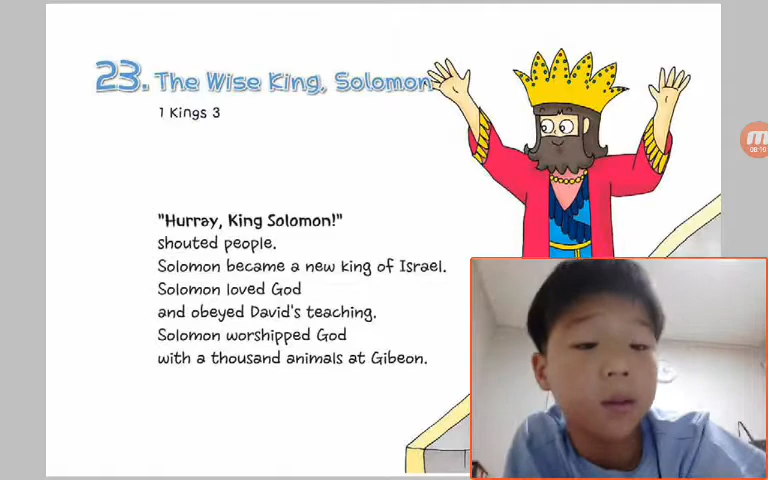 23. The Wise King, Solomon
1 Kings 3
"Hurray, King Solomon!"
shouted people.
Solomon became a new king of Israel.
Solomon loved God
and obeyed David's teaching.
Solomon worshipped God
with a thousand animals at Gibeon.